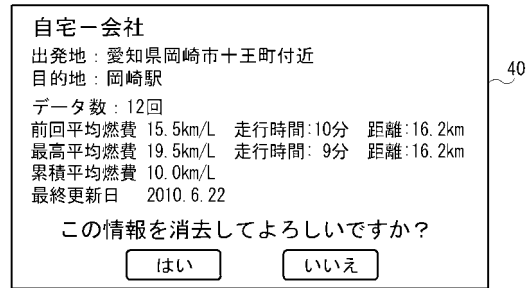 自宅－会社
出発地：愛知県岡崎市十王町付近
目的地：岡崎駅
データ数：12回
前回平均燃費 15.5km/L 走行時間:10分 距離:16.2km
最高平均燃費 19.5km/L 走行時間: 9分 距離:16.2km
累積平均燃費 10.0km/L
最終更新日 2010.6.22
この情報を消去してよろしいですか？
はい いいえ
40